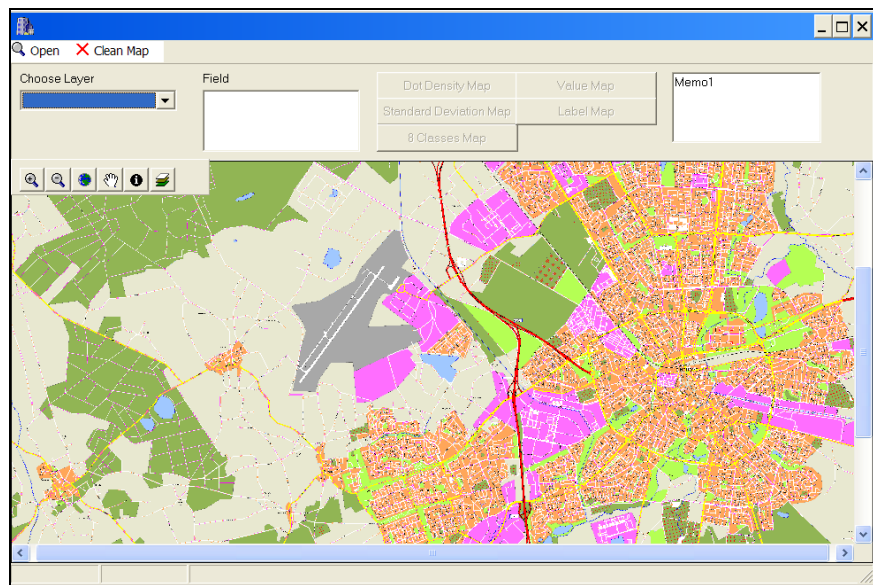 Open Clean Map
Choose Layer
Field
Dot Density Map Value Map
Standard Deviation Map Label Map
8 Classes Map
Memo1